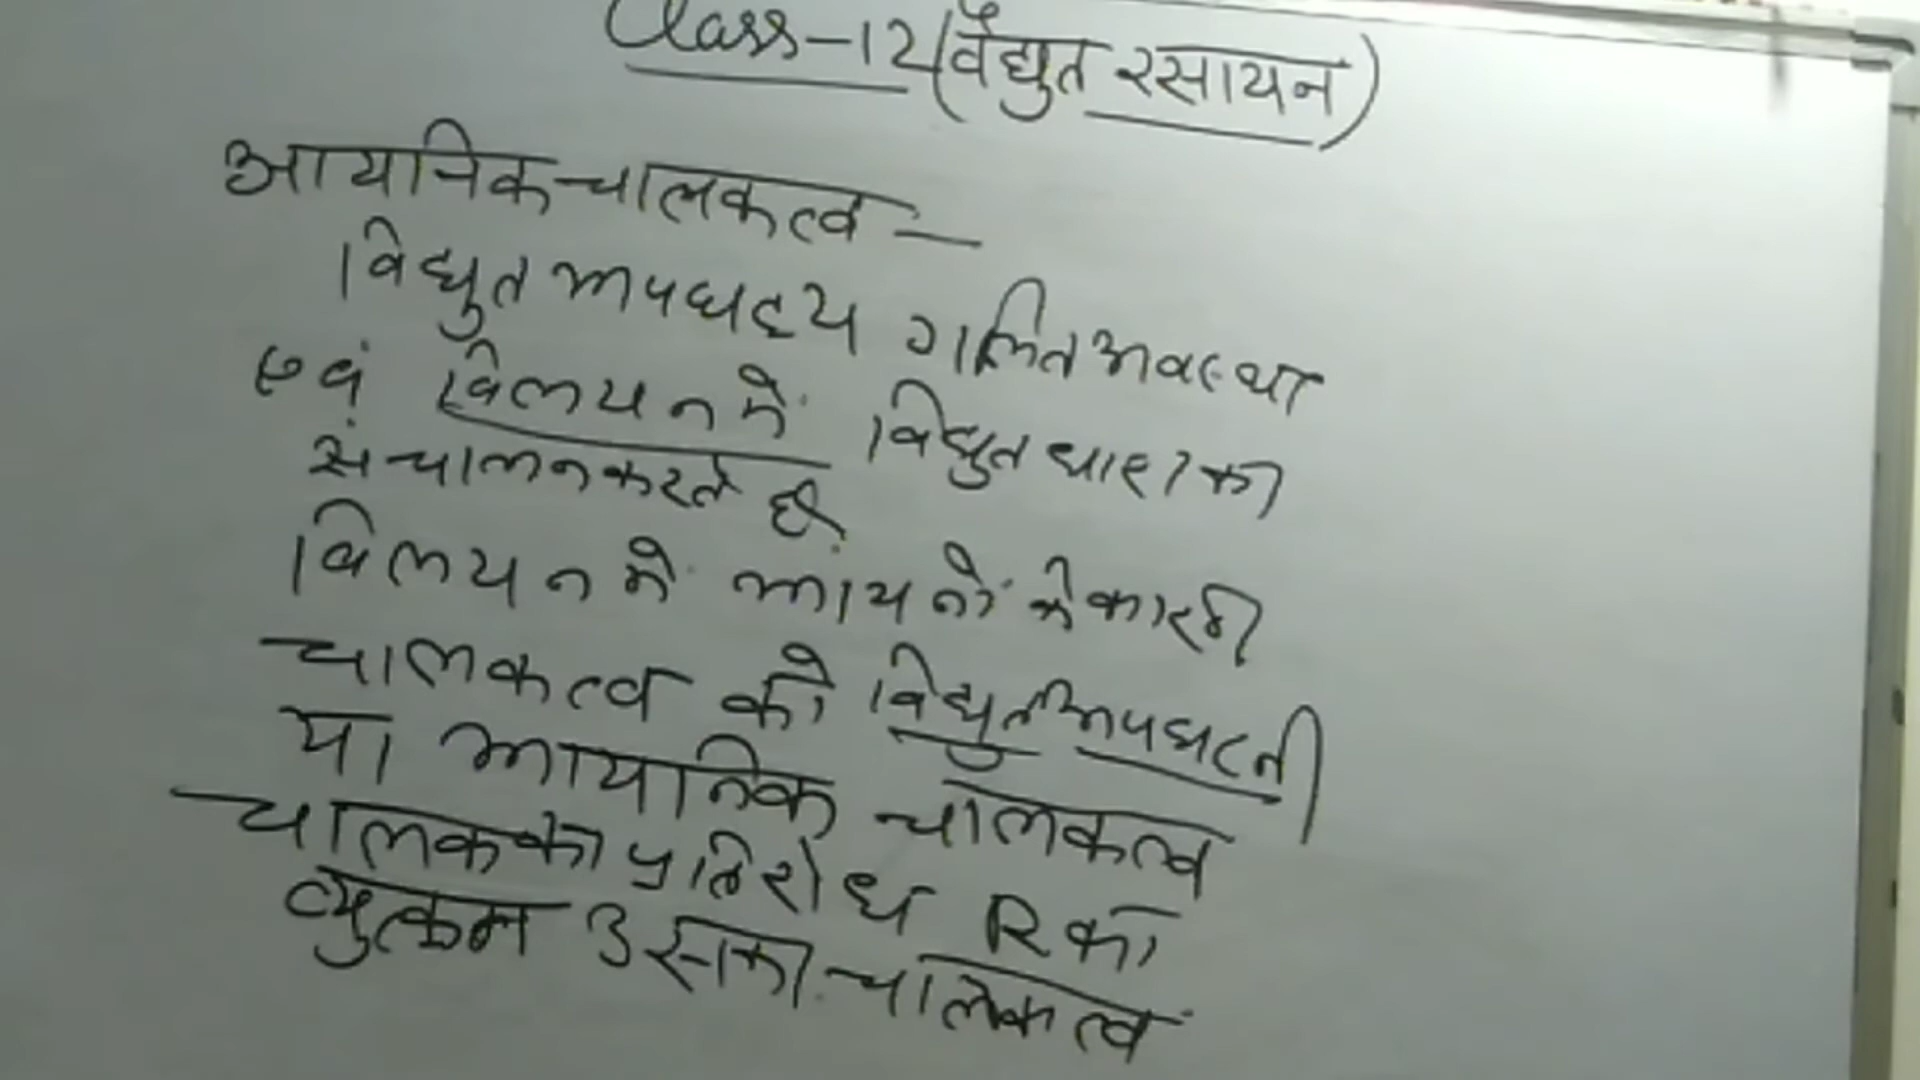 Class-12 (वैद्युत रसायन)
आयनिक चालकत्व —
विद्युत अपघट्य गलित अवस्था
एवं विलयन में विद्युत धारा का
संचालन करते हैं
विलयन में आयनों के कारण
चालकत्व को विद्युत अपघटनी
या आयनिक चालकत्व
चालक को प्रतिरोध R का
व्युत्क्रम उसका चालकत्व